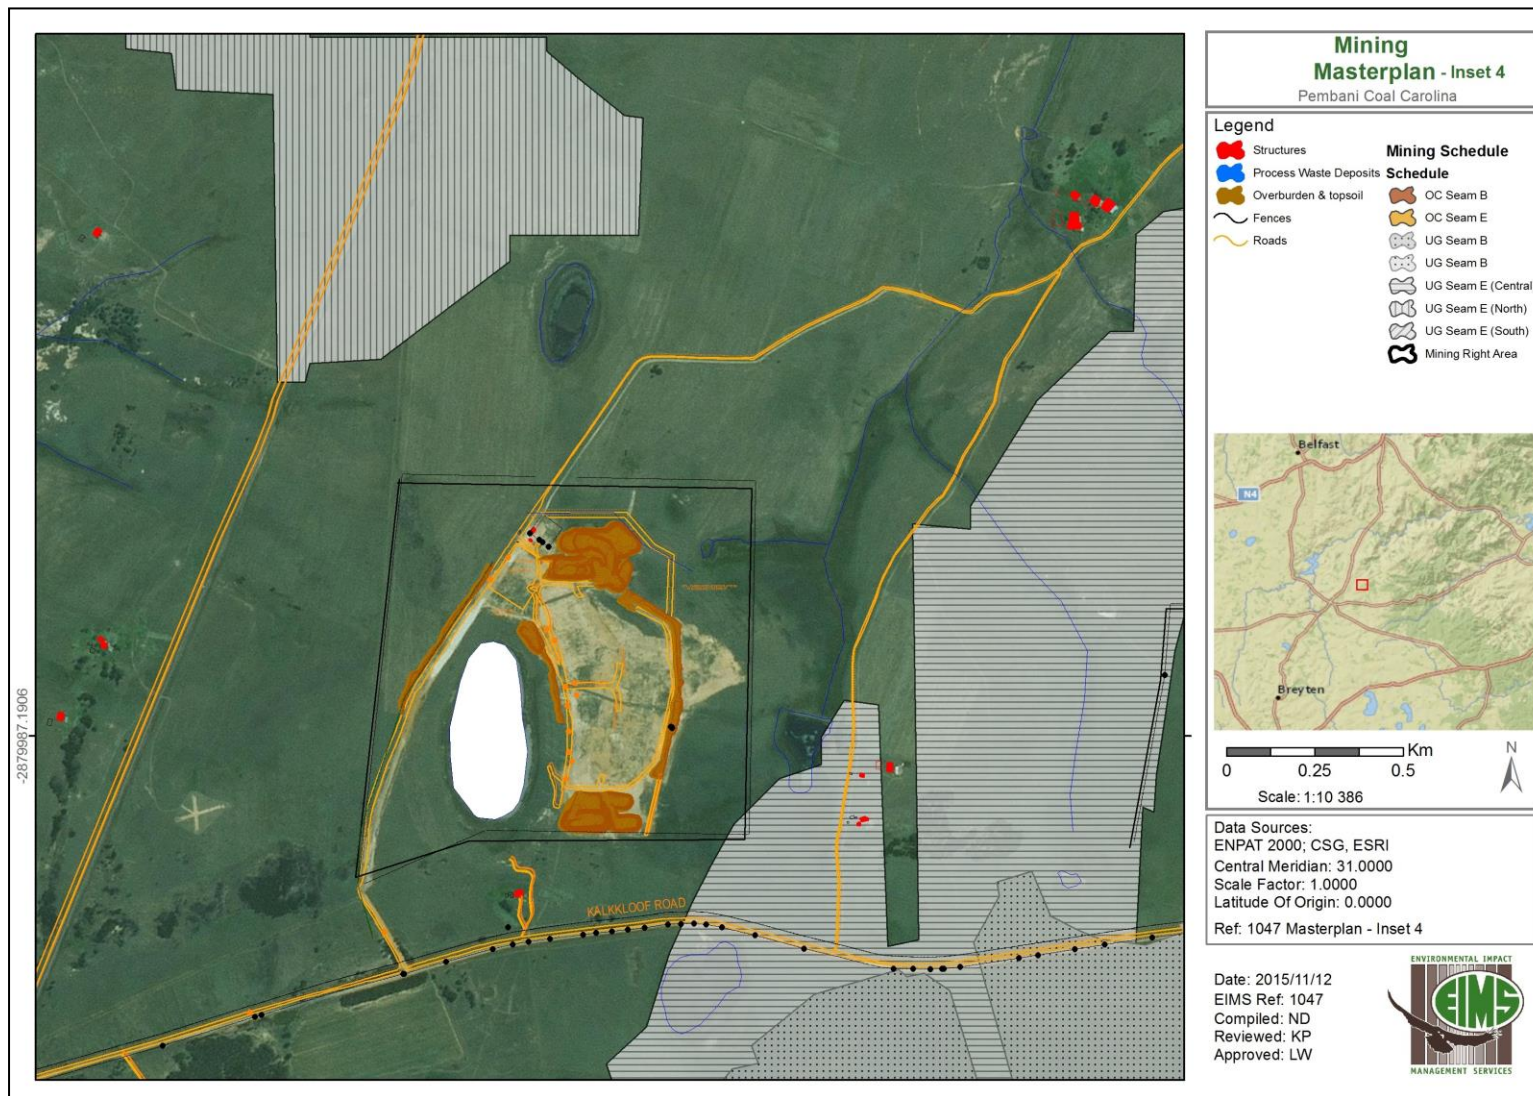 Mining
Masterplan - Inset 4
Pembani Coal Carolina
Legend
Structures
Process Waste Deposits
Overburden & topsoil
Fences
Roads
Mining Schedule
Schedule
OC Seam B
OC Seam E
UG Seam B
UG Seam B
UG Seam E (Central
UG Seam E (North)
UG Seam E (South)
Mining Right Area
KALKKLOOF ROAD
-2879987.1906
Belfast
N4
Breyten
Km
0 0.25 0.5
N
Scale: 1:10 386
Data Sources:
ENPAT 2000; CSG, ESRI
Central Meridian: 31.0000
Scale Factor: 1.0000
Latitude Of Origin: 0.0000
Ref: 1047 Masterplan - Inset 4
Date: 2015/11/12
EIMS Ref: 1047
Compiled: ND
Reviewed: KP
Approved: LW
ENVIRONMENTAL IMPACT
EIMS
MANAGEMENT SERVICES